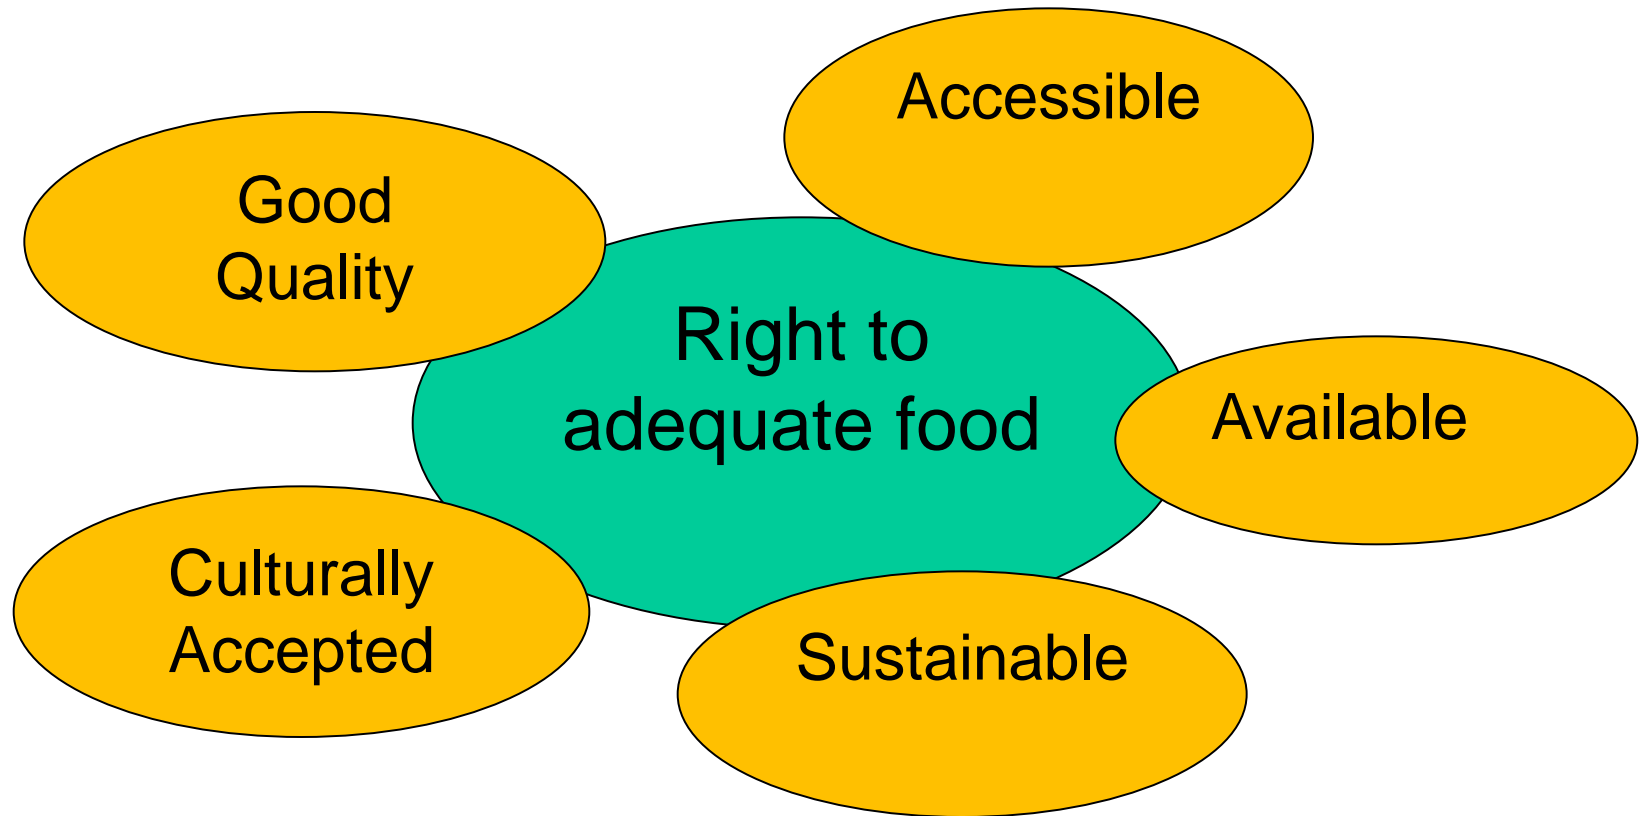 Accessible
Good
Quality
Right to
adequate food
Available
Culturally
Accepted
Sustainable